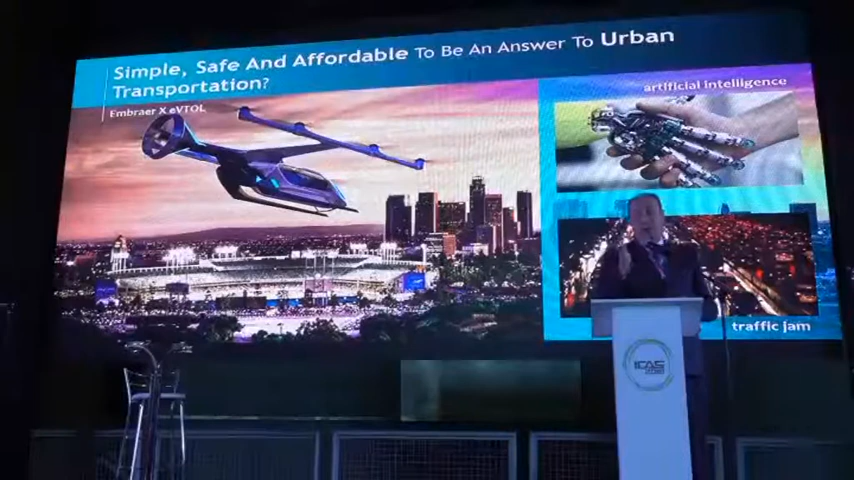 Simple, Safe And Affordable To Be An Answer To Urban
Transportation?
Embraer X eVTOL
artificial intelligence
traffic jam
ICAS